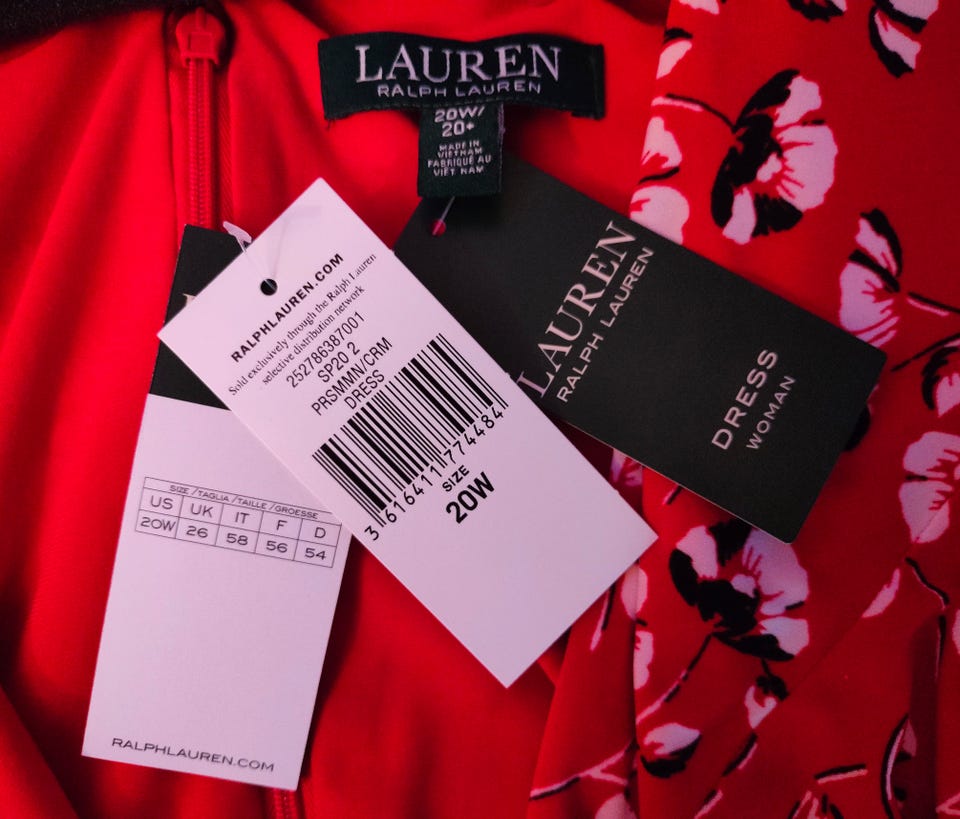 LAUREN
RALPH LAUREN
20W/
20+
MADE IN
VIETNAM
FABRIQUÉ AU
VIET NAM
RALPHLAUREN.COM
Sold exclusively through the Ralph Lauren
selective distribution network
252786387001
SP20 2
PRSMMN/CRM
DRESS
3 616411 774484
SIZE
20W
LAUREN
RALPH LAUREN
DRESS
WOMAN
SIZE / TAGLIA / TAILLE / GROESSE
US UK IT F D
20W 26 58 56 54
RALPHLAUREN.COM